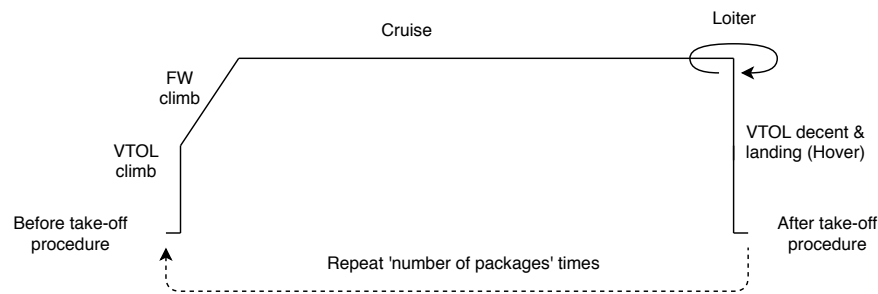 Loiter
Cruise
FW
climb
VTOL
climb
VTOL decent &
landing (Hover)
Before take-off
procedure
After take-off
procedure
Repeat 'number of packages' times